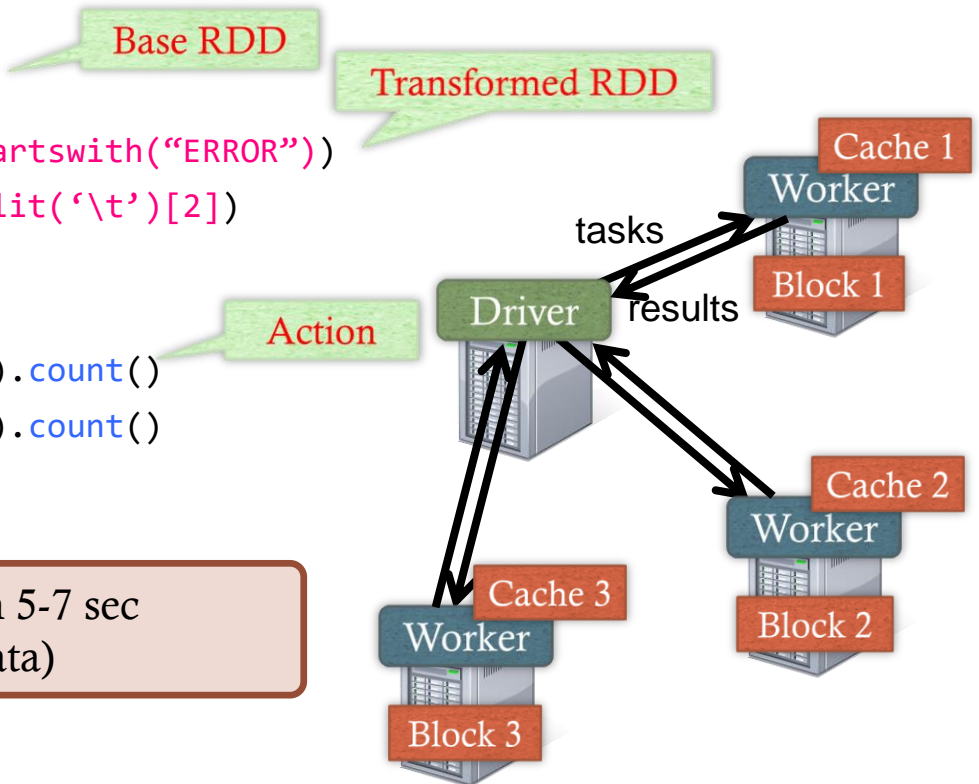 Base RDD
Transformed RDD
artswith(“ERROR”))
lit(‘\t’)[2])
Action
).count()
).count()
5-7 sec
ata)
Cache 1
Worker
Block 1
tasks
results
Driver
Cache 2
Worker
Block 2
Cache 3
Worker
Block 3